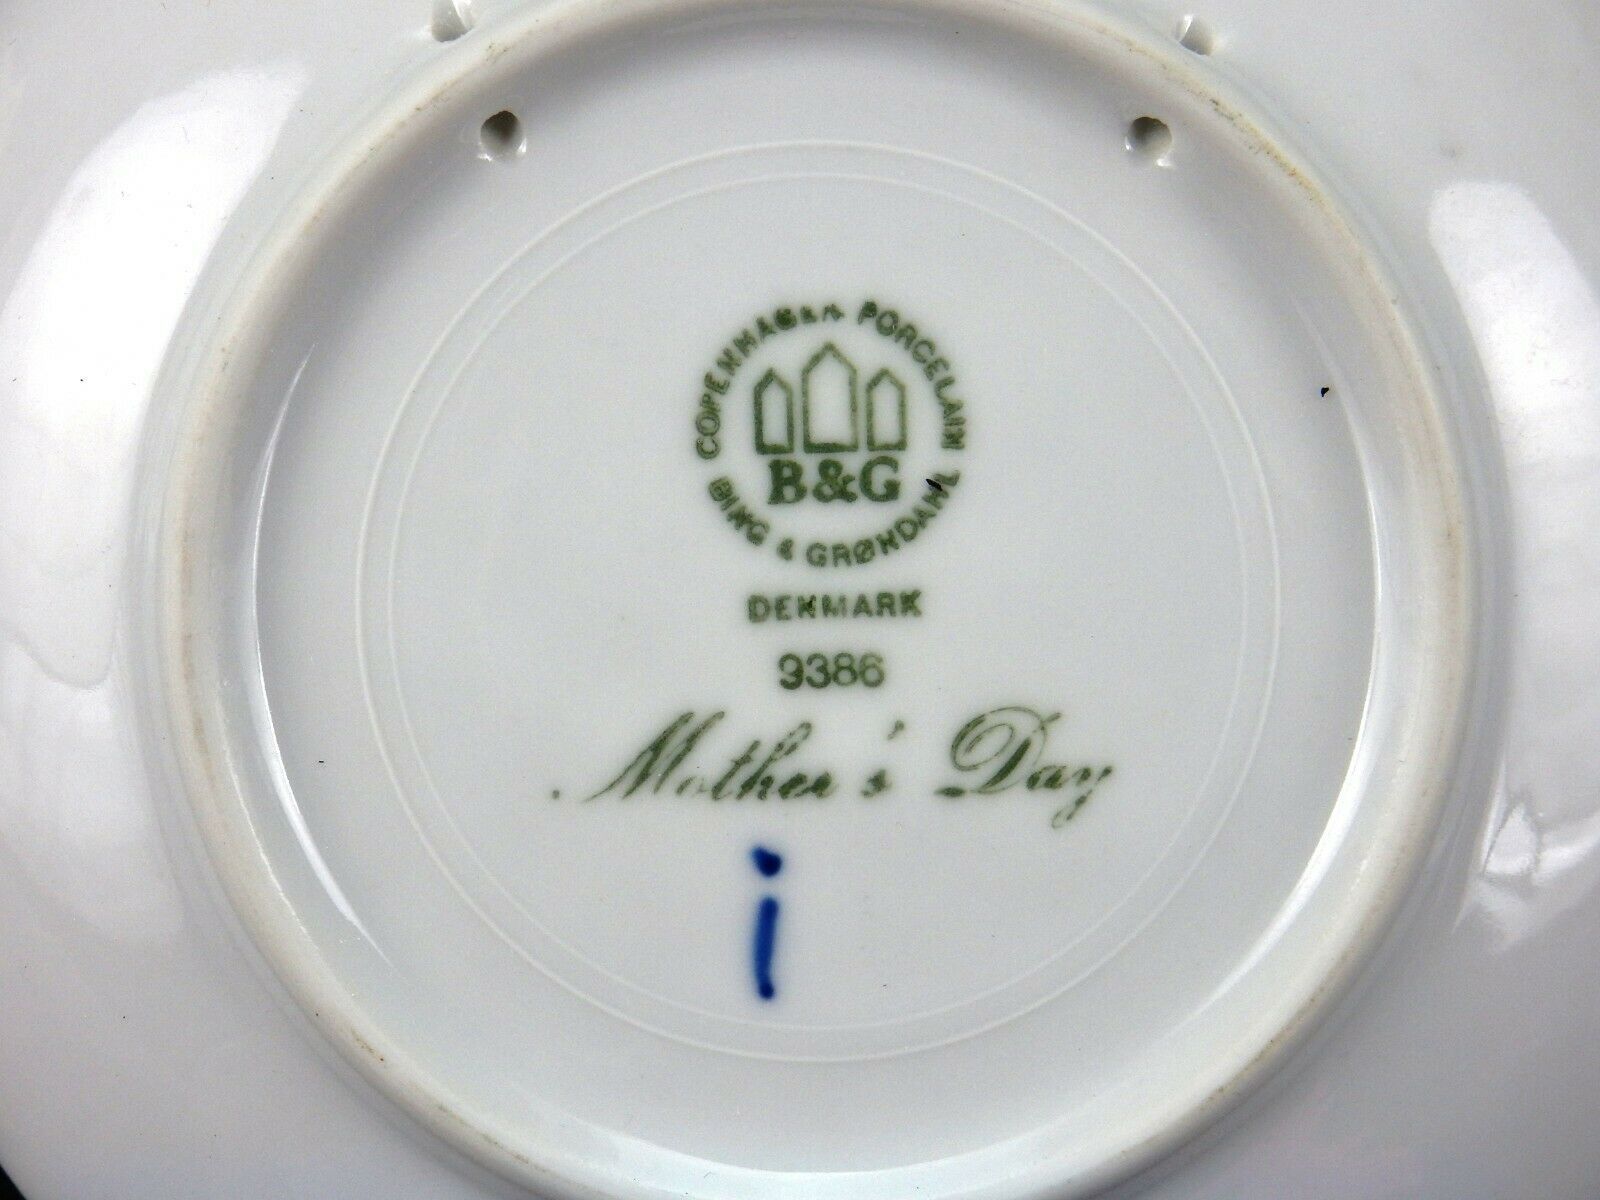 COPENHAGEN PORCELAIN
B&G
BING & GRØNDAHL
DENMARK
9386
Mother's Day
i